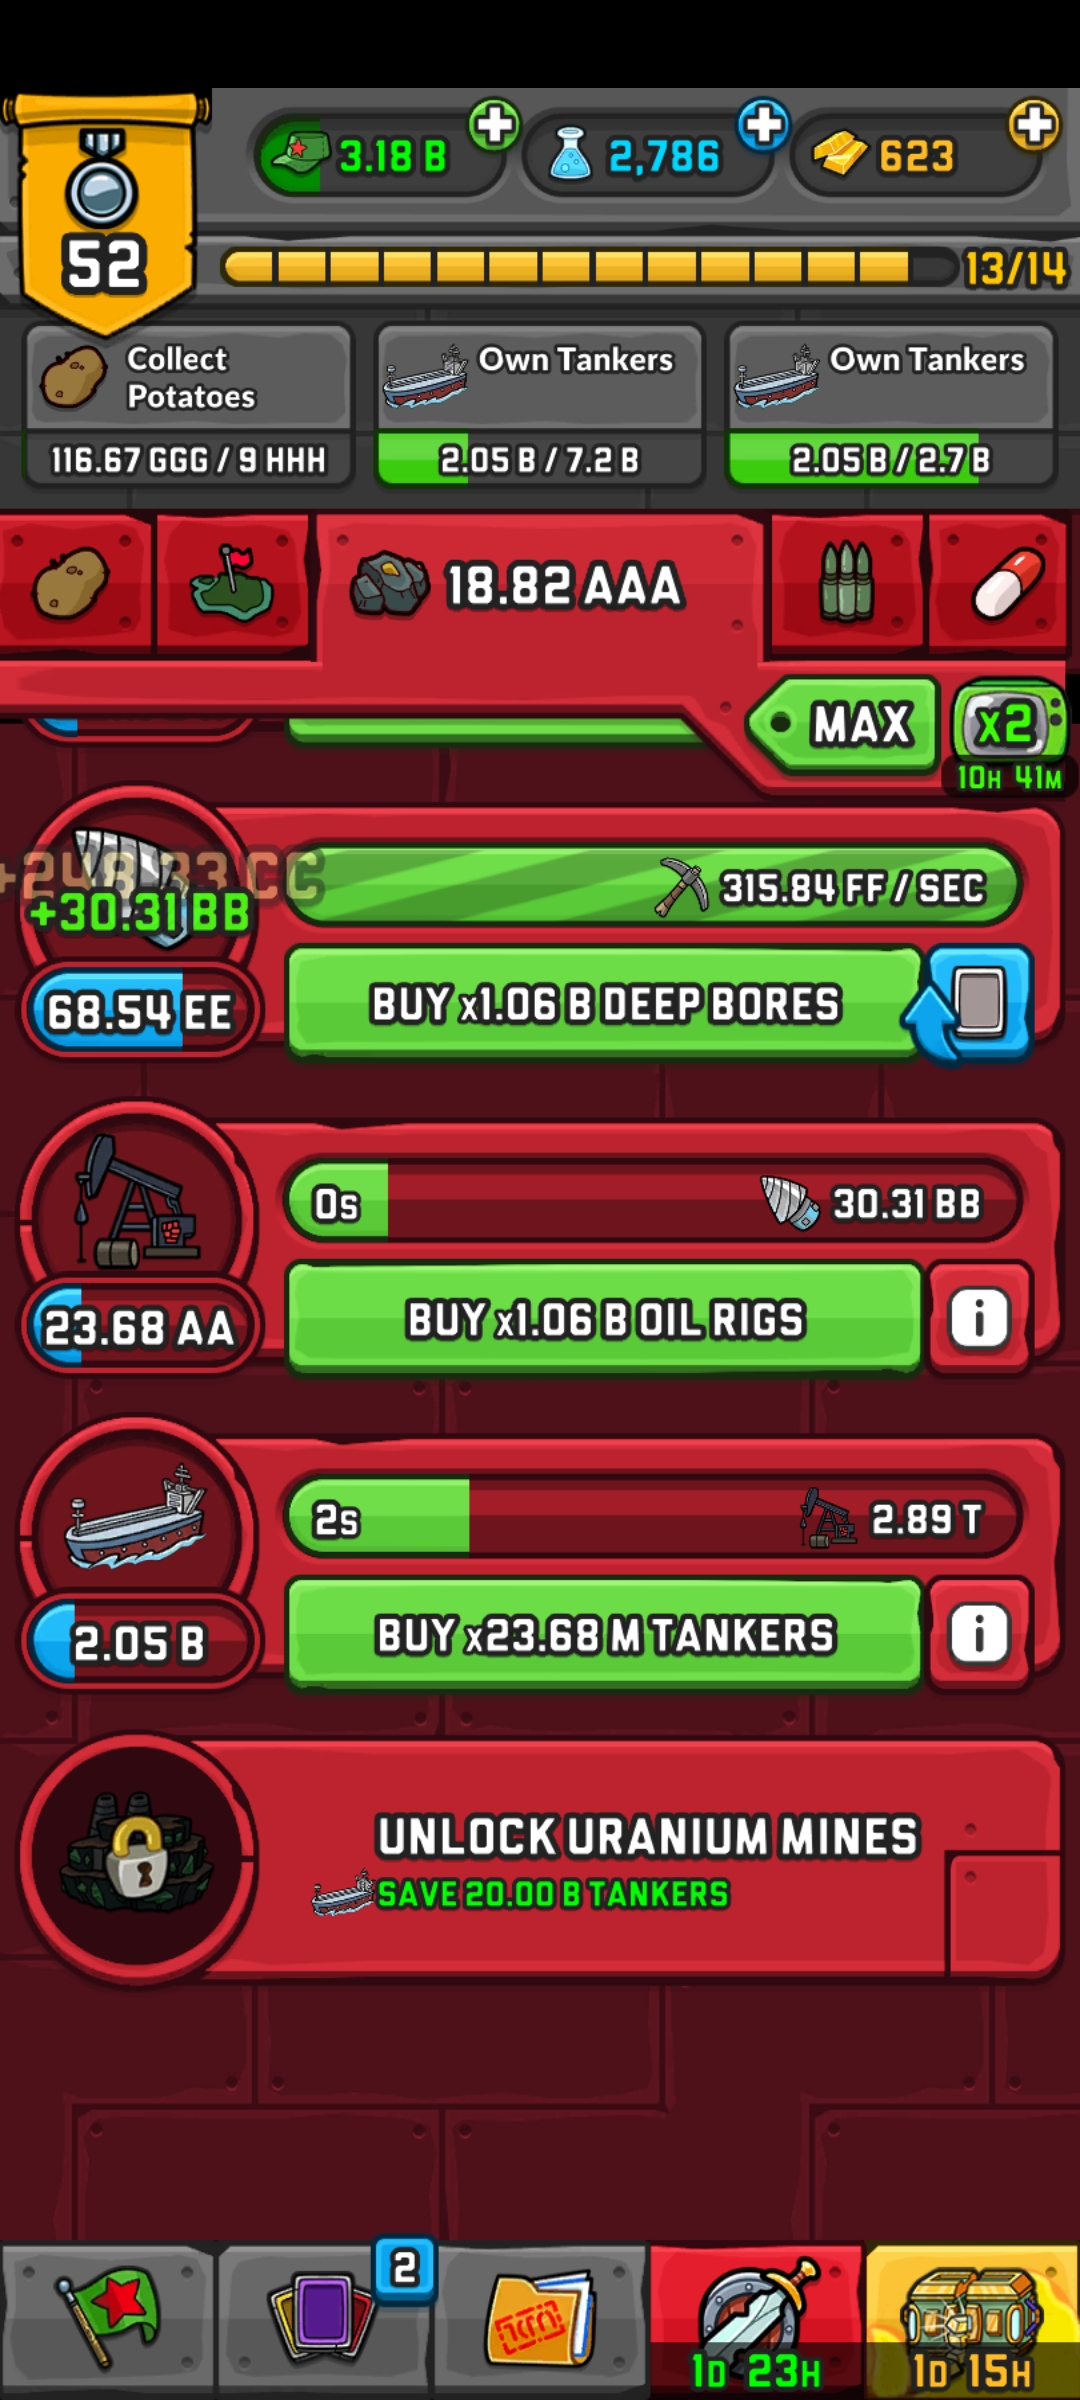 3.18 B
2,786
623
52
13/14
Collect
Potatoes
116.67 GGG / 9 HHH
Own Tankers
2.05 B / 7.2 B
Own Tankers
2.05 B / 2.7 B
18.82 AAA
MAX
x2
10H 41M
+248.33 CC
+30.31 BB
315.84 FF / SEC
68.54 EE
BUY x1.06 B DEEP BORES
0s
30.31 BB
23.68 AA
BUY x1.06 B OIL RIGS
i
2s
2.89 T
2.05 B
BUY x23.68 M TANKERS
i
UNLOCK URANIUM MINES
SAVE 20.00 B TANKERS
2
1D 23H
1D 15H